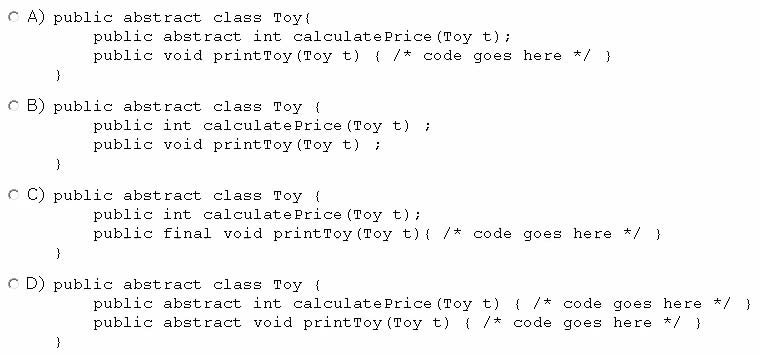 A) public abstract class Toy{
public abstract int calculatePrice(Toy t);
public void printToy(Toy t) { /* code goes here */ }
}
B) public abstract class Toy {
public int calculatePrice(Toy t) ;
public void printToy(Toy t) ;
}
C) public abstract class Toy {
public int calculatePrice(Toy t);
public final void printToy(Toy t){ /* code goes here */ }
}
D) public abstract class Toy {
public abstract int calculatePrice(Toy t) { /* code goes here */ }
public abstract void printToy(Toy t) { /* code goes here */ }
}